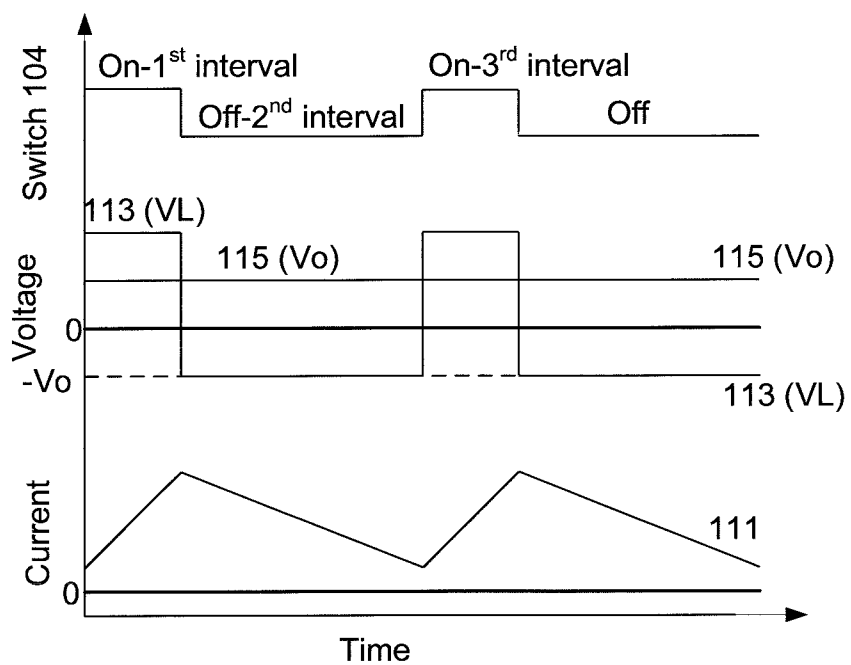 On-1st interval
On-3rd interval
Off-2nd interval
Off
Switch 104
113 (VL)
115 (Vo)
115 (Vo)
Voltage
0
-Vo
113 (VL)
Current
111
0
Time